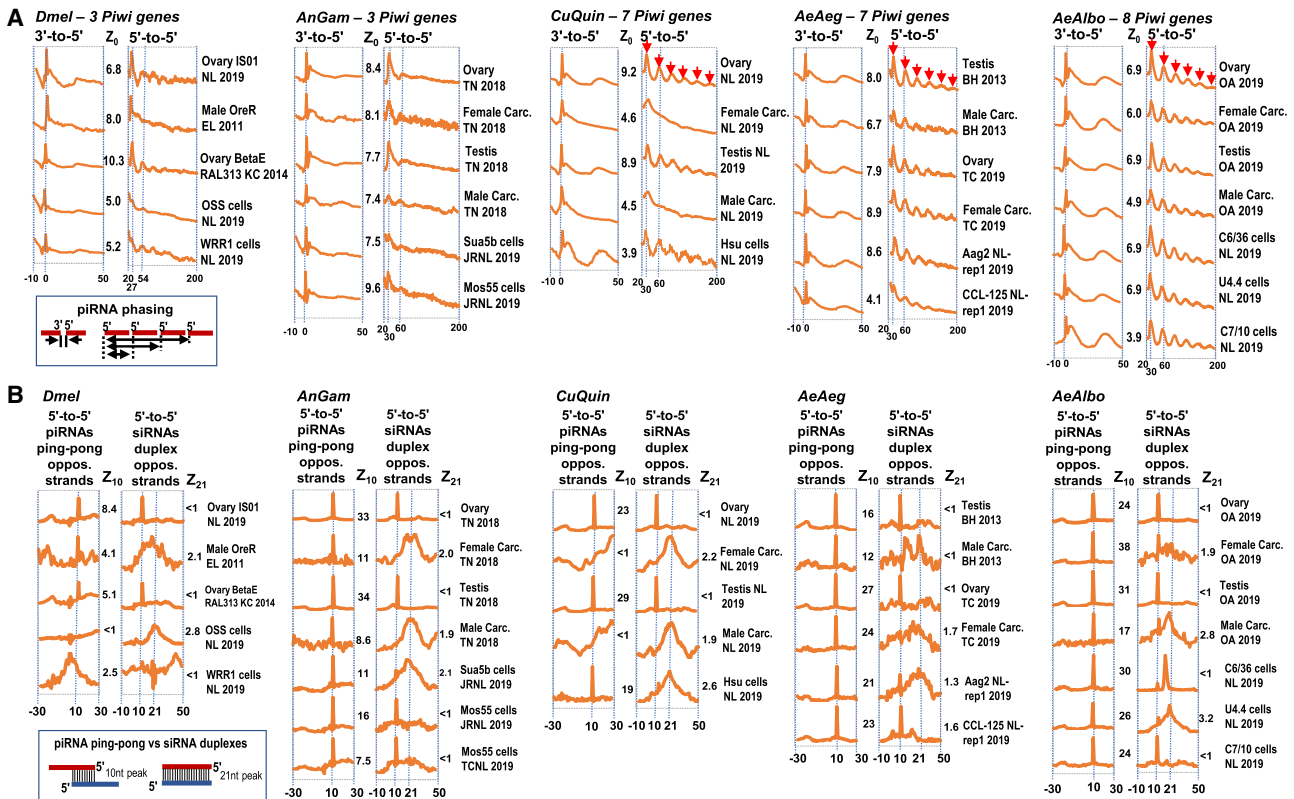 A
Dmel – 3 Piwi genes
3'-to-5' Z0 5'-to-5'
6.8 Ovary IS01
NL 2019
8.0 Male OreR
EL 2011
10.3 Ovary BetaE
RAL313 KC 2014
5.0 OSS cells
NL 2019
5.2 WRR1 cells
NL 2019
-10 0 50 20 27 54 200
piRNA phasing
3' 5' 5' 5' 5' 5'
AnGam – 3 Piwi genes
3'-to-5' Z0 5'-to-5'
8.4 Ovary
TN 2018
8.1 Female Carc.
TN 2018
7.7 Testis
TN 2018
7.4 Male Carc.
TN 2018
7.5 Sua5b cells
JRNL 2019
9.6 Mos55 cells
JRNL 2019
-10 0 50 20 30 60 200
CuQuin – 7 Piwi genes
3'-to-5' Z0 5'-to-5'
9.2 Ovary
NL 2019
4.6 Female Carc.
NL 2019
8.9 Testis NL
2019
4.5 Male Carc.
NL 2019
3.9 Hsu cells
NL 2019
-10 0 50 20 30 60 200
AeAeg – 7 Piwi genes
3'-to-5' Z0 5'-to-5'
8.0 Testis
BH 2013
6.7 Male Carc.
BH 2013
7.9 Ovary
TC 2019
8.9 Female Carc.
TC 2019
8.6 Aag2 NL-
rep1 2019
4.1 CCL-125 NL-
rep1 2019
-10 0 50 20 30 60 200
AeAlbo – 8 Piwi genes
3'-to-5' Z0 5'-to-5'
6.9 Ovary
OA 2019
6.0 Female Carc.
OA 2019
6.9 Testis
OA 2019
4.9 Male Carc.
OA 2019
6.9 C6/36 cells
NL 2019
6.9 U4.4 cells
NL 2019
3.9 C7/10 cells
NL 2019
-10 0 50 20 30 60 200
B
Dmel
5'-to-5' 5'-to-5'
piRNAs siRNAs
ping-pong duplex
oppos. oppos.
strands Z10 strands Z21
8.4 <1 Ovary IS01
NL 2019
4.1 2.1 Male OreR
EL 2011
5.1 <1 Ovary BetaE
RAL313 KC 2014
<1 2.8 OSS cells
NL 2019
2.5 <1 WRR1 cells
NL 2019
-30 10 30 -10 10 21 50
piRNA ping-pong vs siRNA duplexes
5' 10nt peak 5' 21nt peak
5' 5'
AnGam
5'-to-5' 5'-to-5'
piRNAs siRNAs
ping-pong duplex
oppos. oppos.
strands Z10 strands Z21
33 <1 Ovary
TN 2018
11 2.0 Female Carc.
TN 2018
34 <1 Testis
TN 2018
8.6 1.9 Male Carc.
TN 2018
11 2.1 Sua5b cells
JRNL 2019
16 <1 Mos55 cells
JRNL 2019
7.5 <1 Mos55 cells
TCNL 2019
-30 10 30 -10 10 21 50
CuQuin
5'-to-5' 5'-to-5'
piRNAs siRNAs
ping-pong duplex
oppos. oppos.
strands Z10 strands Z21
23 <1 Ovary
NL 2019
<1 2.2 Female Carc.
NL 2019
29 <1 Testis NL
2019
<1 1.9 Male Carc.
NL 2019
19 2.6 Hsu cells
NL 2019
-30 10 30 -10 10 21 50
AeAeg
5'-to-5' 5'-to-5'
piRNAs siRNAs
ping-pong duplex
oppos. oppos.
strands Z10 strands Z21
16 <1 Testis
BH 2013
12 <1 Male Carc.
BH 2013
27 <1 Ovary
TC 2019
24 1.7 Female Carc.
TC 2019
21 1.3 Aag2 NL-
rep1 2019
23 1.6 CCL-125 NL-
rep1 2019
-30 10 30 -10 10 21 50
AeAlbo
5'-to-5' 5'-to-5'
piRNAs siRNAs
ping-pong duplex
oppos. oppos.
strands Z10 strands Z21
24 <1 Ovary
OA 2019
38 1.9 Female Carc.
OA 2019
31 <1 Testis
OA 2019
17 2.8 Male Carc.
OA 2019
30 <1 C6/36 cells
NL 2019
26 3.2 U4.4 cells
NL 2019
24 <1 C7/10 cells
NL 2019
-30 10 30 -10 10 21 50